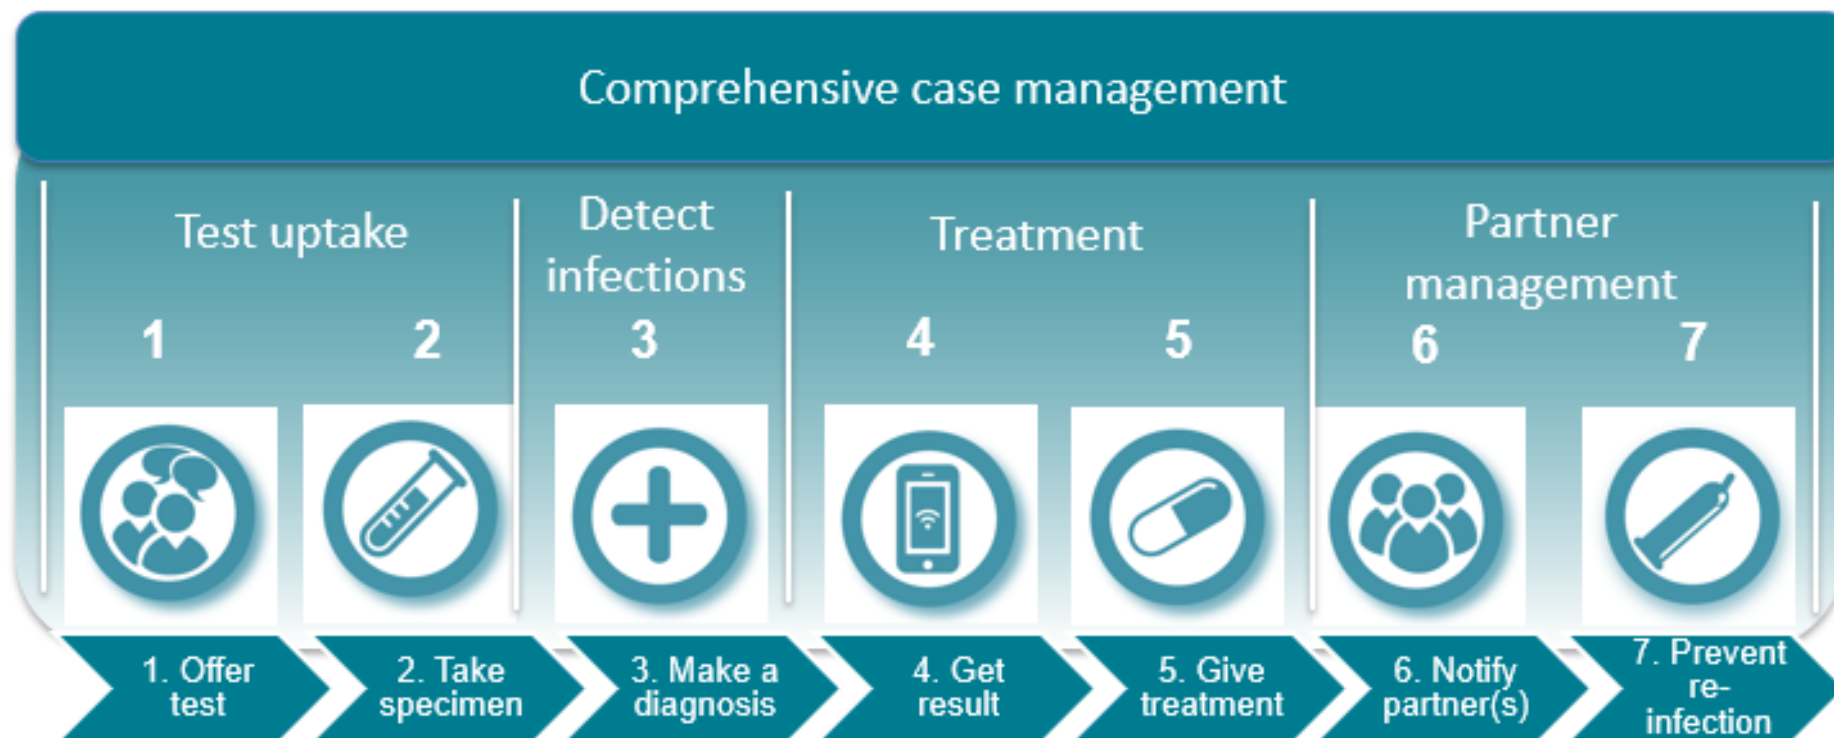 Comprehensive case management
Test uptake
Detect
infections
Treatment
Partner
management
1
2
3
4
5
6
7
1. Offer
test
2. Take
specimen
3. Make a
diagnosis
4. Get
result
5. Give
treatment
6. Notify
partner(s)
7. Prevent
re-
infection